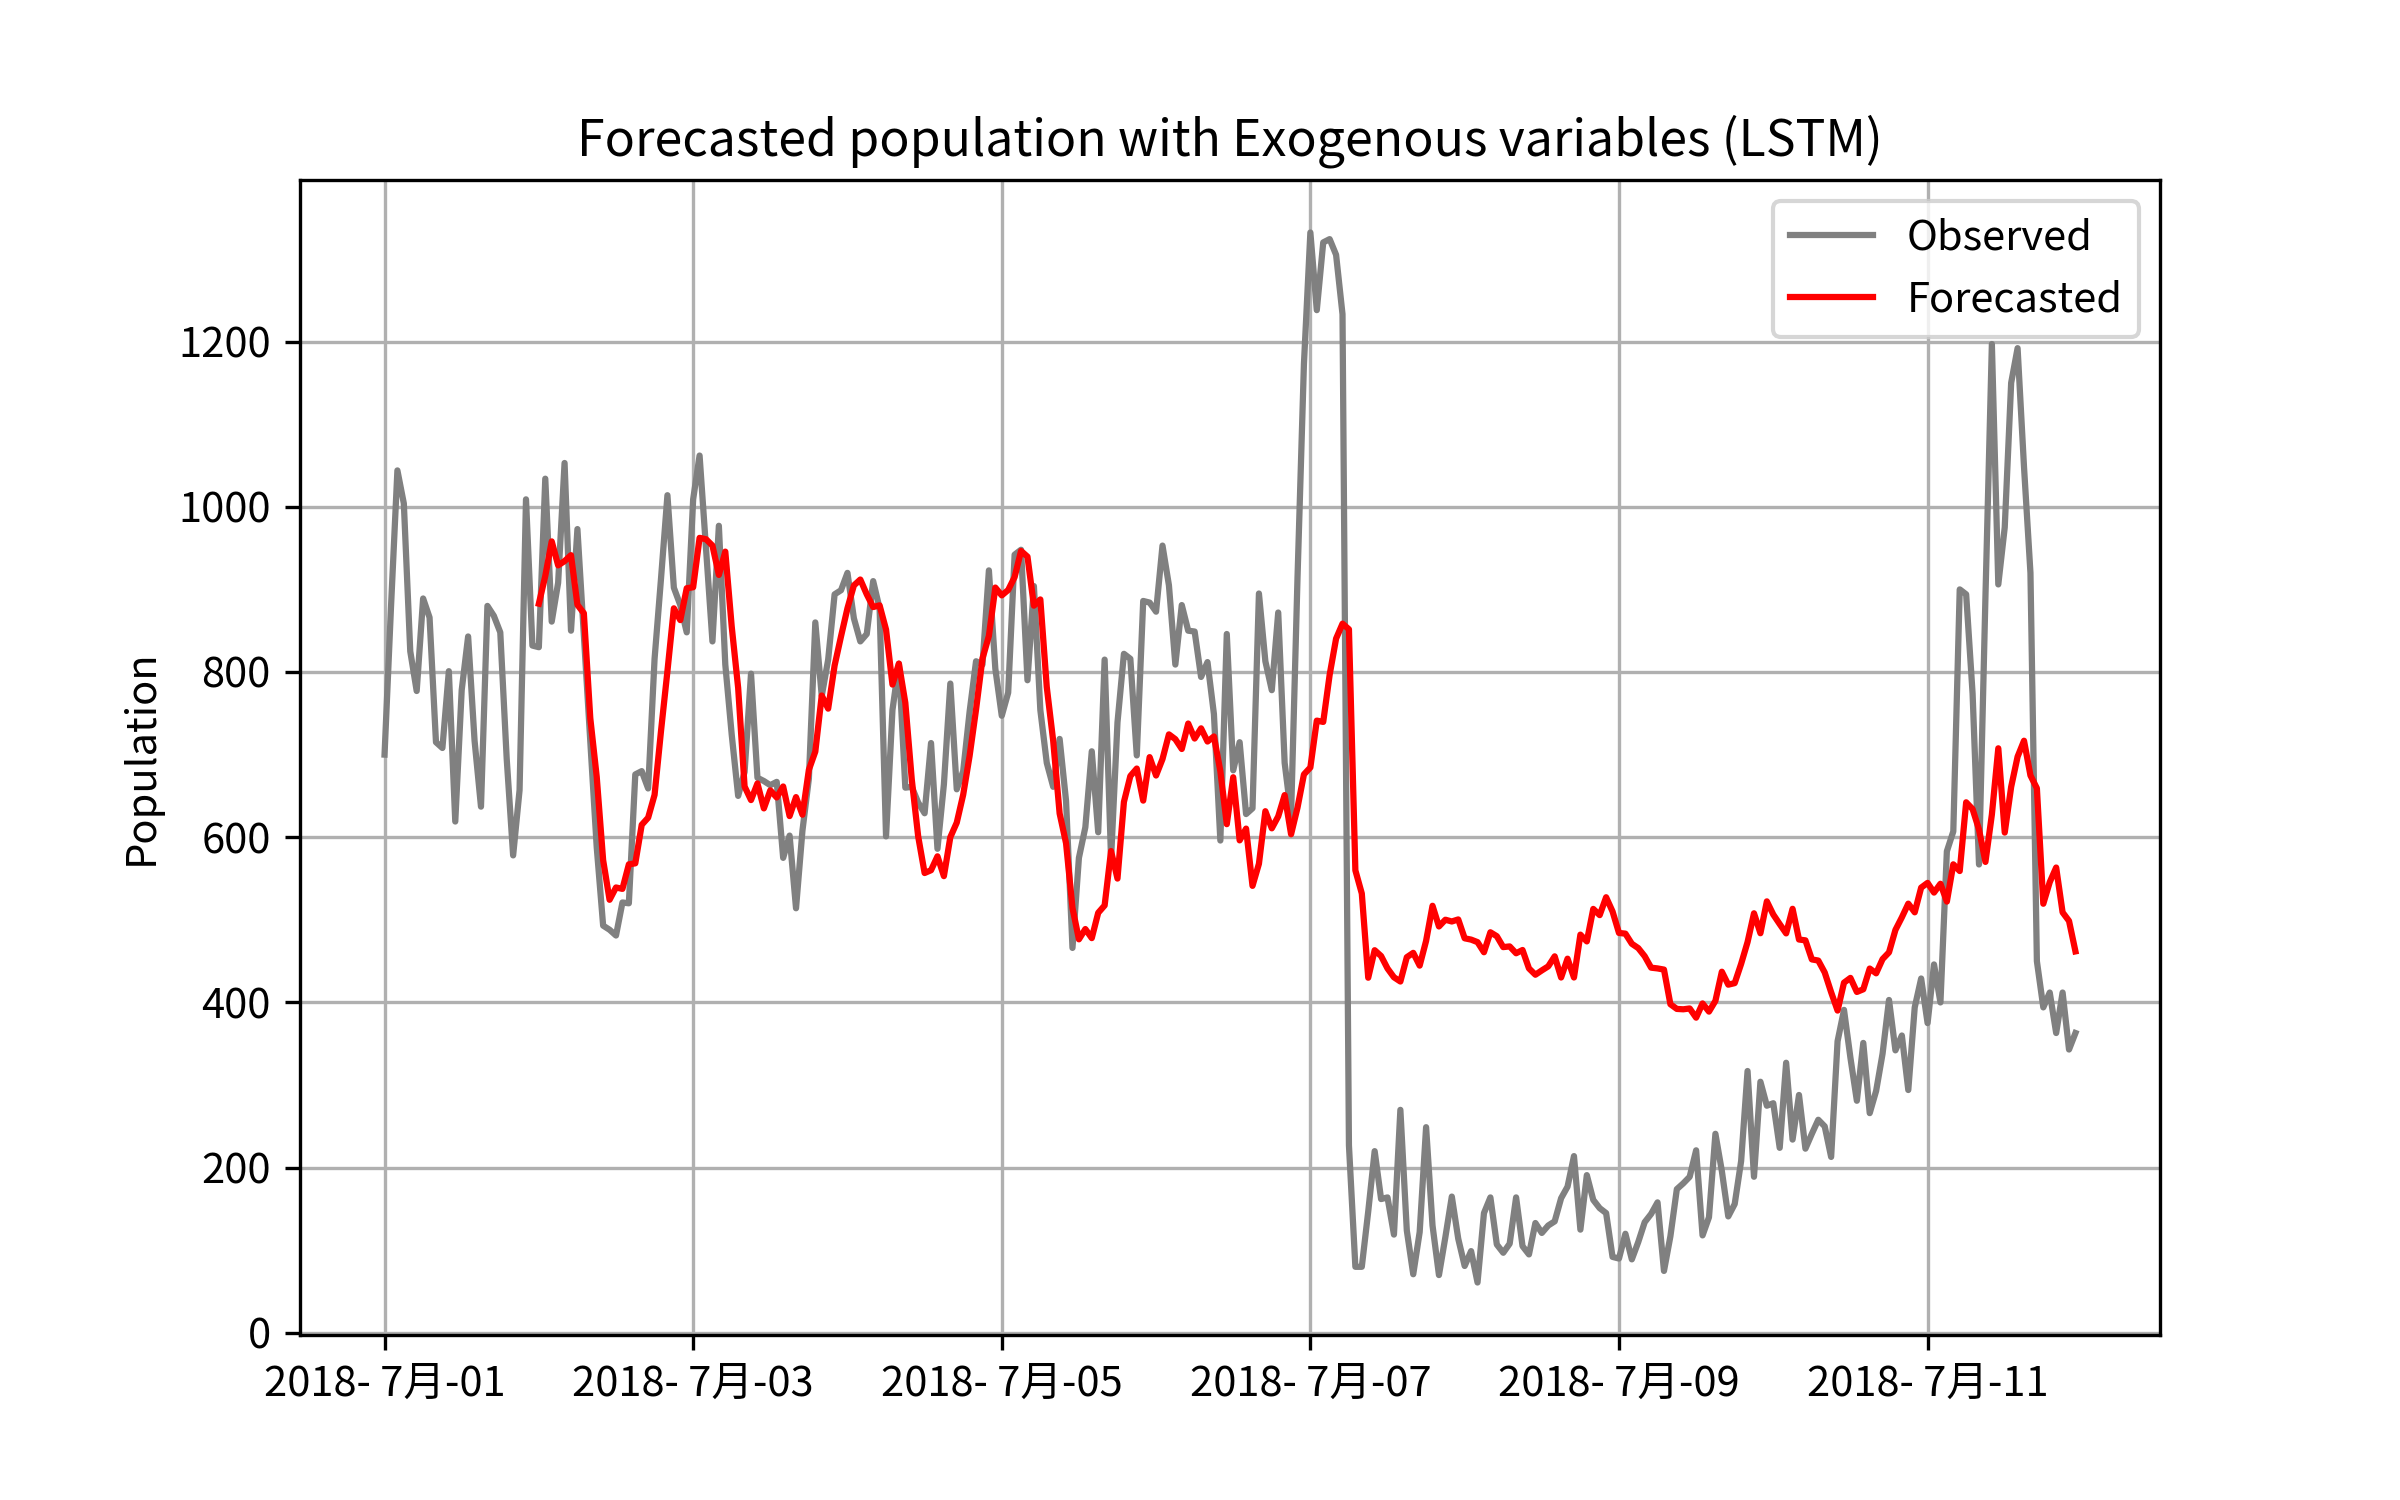 Forecasted population with Exogenous variables (LSTM)
Observed
Forecasted
Population
1200
1000
800
600
400
200
0
2018- 7月-01
2018- 7月-03
2018- 7月-05
2018- 7月-07
2018- 7月-09
2018- 7月-11